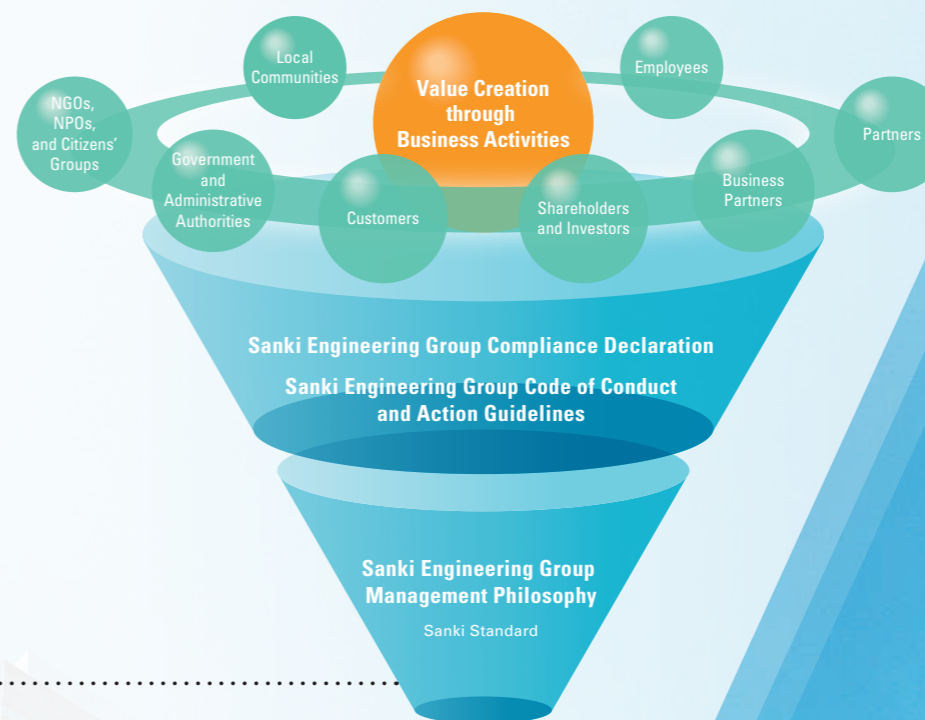 Local
Communities
Value Creation
through
Business Activities
Employees
NGOs,
NPOs,
and Citizens'
Groups
Partners
Government
and
Administrative
Authorities
Customers
Shareholders
and Investors
Business
Partners
Sanki Engineering Group Compliance Declaration
Sanki Engineering Group Code of Conduct
and Action Guidelines
Sanki Engineering Group
Management Philosophy
Sanki Standard